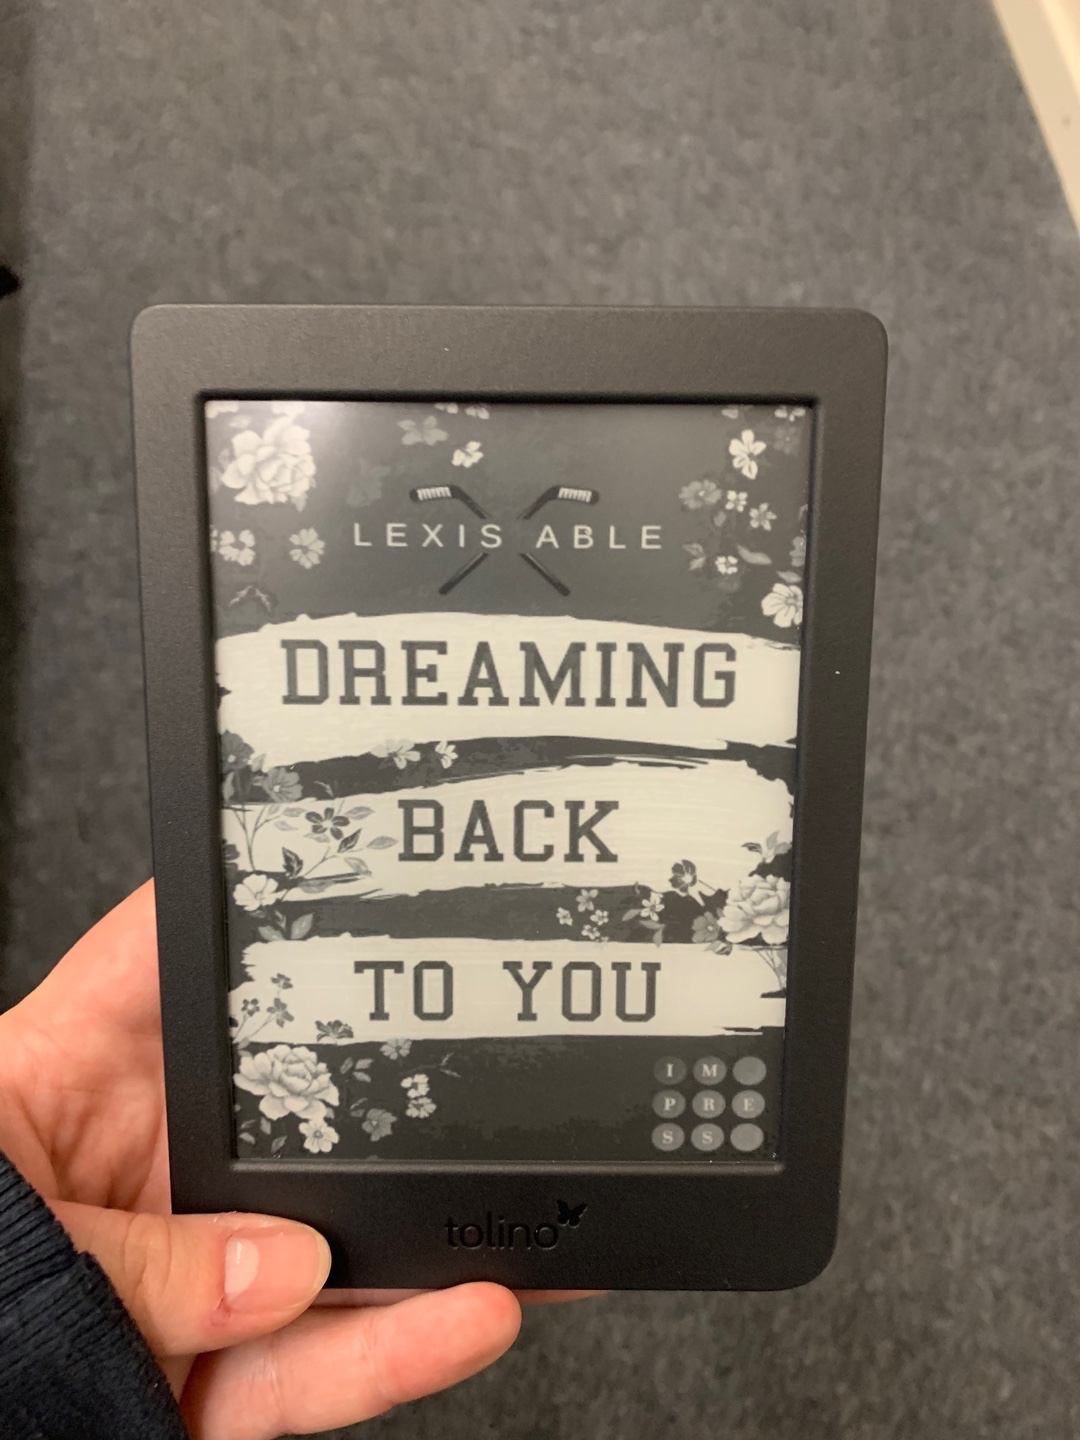 LEXIS ABLE
DREAMING
BACK
TO YOU
I M
P R E
S S
tolino